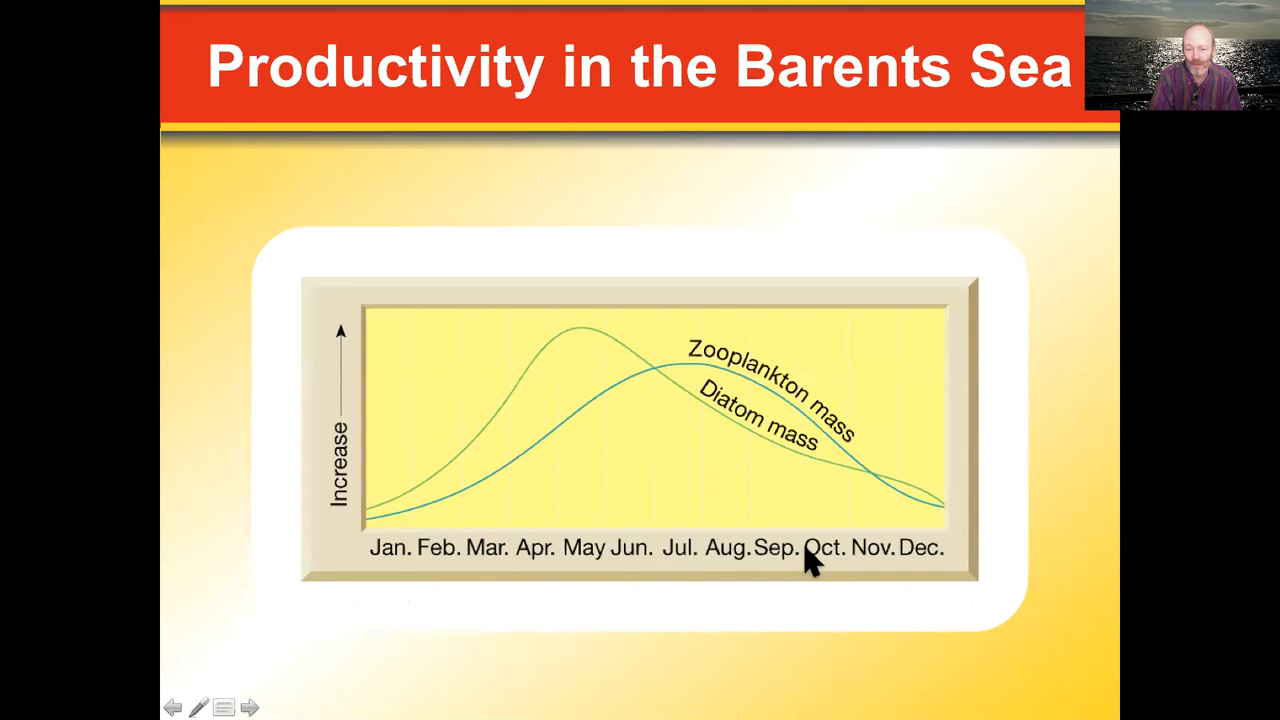 Productivity in the Barents Sea
Increase
Zooplankton mass
Diatom mass
Jan. Feb. Mar. Apr. May Jun. Jul. Aug. Sep. Oct. Nov. Dec.